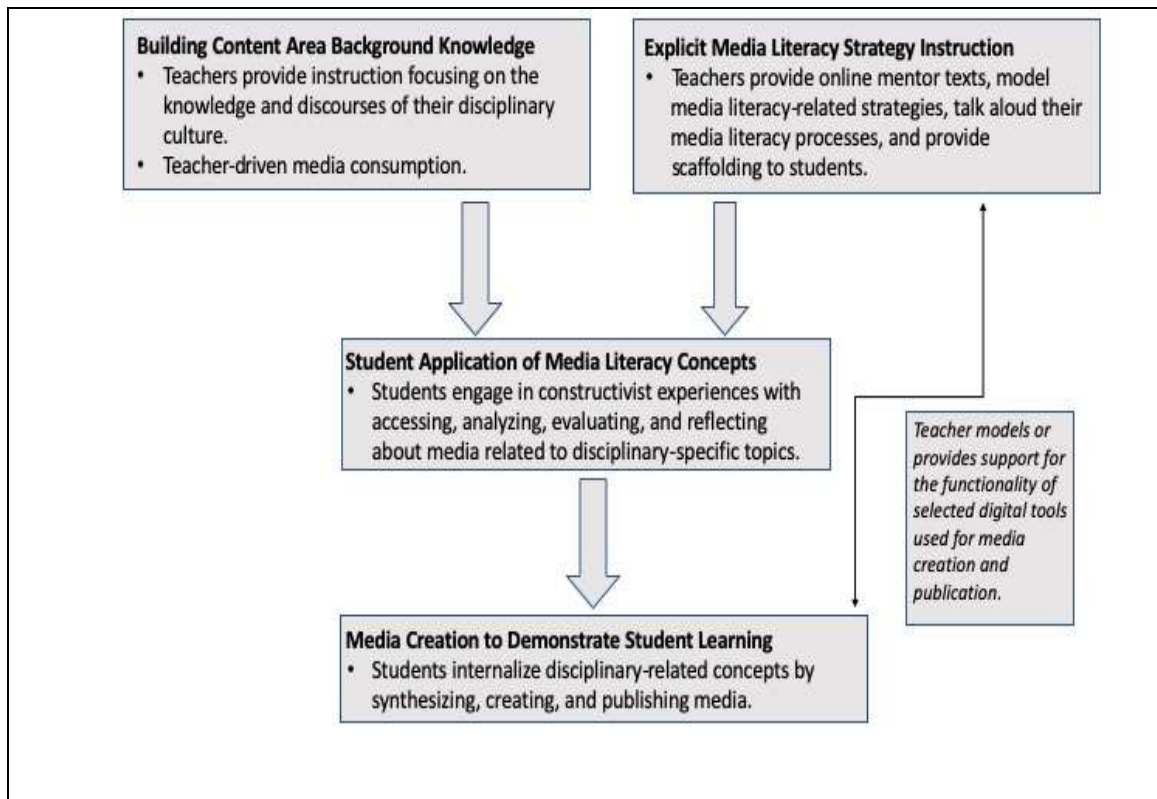 Building Content Area Background Knowledge
• Teachers provide instruction focusing on the
knowledge and discourses of their disciplinary
culture.
• Teacher-driven media consumption.
Explicit Media Literacy Strategy Instruction
• Teachers provide online mentor texts, model
media literacy-related strategies, talk aloud their
media literacy processes, and provide
scaffolding to students.
Student Application of Media Literacy Concepts
• Students engage in constructivist experiences with
accessing, analyzing, evaluating, and reflecting
about media related to disciplinary-specific topics.
Teacher models or
provides support for
the functionality of
selected digital tools
used for media
creation and
publication.
Media Creation to Demonstrate Student Learning
• Students internalize disciplinary-related concepts by
synthesizing, creating, and publishing media.